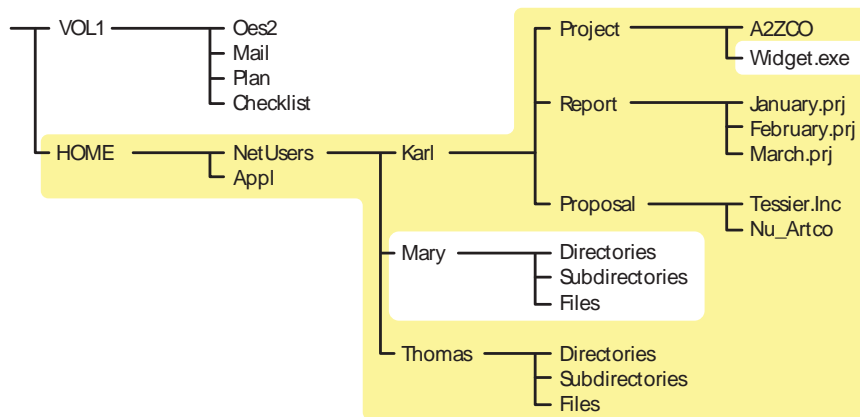 VOL1
Oes2
Mail
Plan
Checklist
HOME
NetUsers
Appl
Karl
Project
A2ZCO
Widget.exe
Report
January.prj
February.prj
March.prj
Proposal
Tessier.Inc
Nu_Artco
Mary
Directories
Subdirectories
Files
Thomas
Directories
Subdirectories
Files